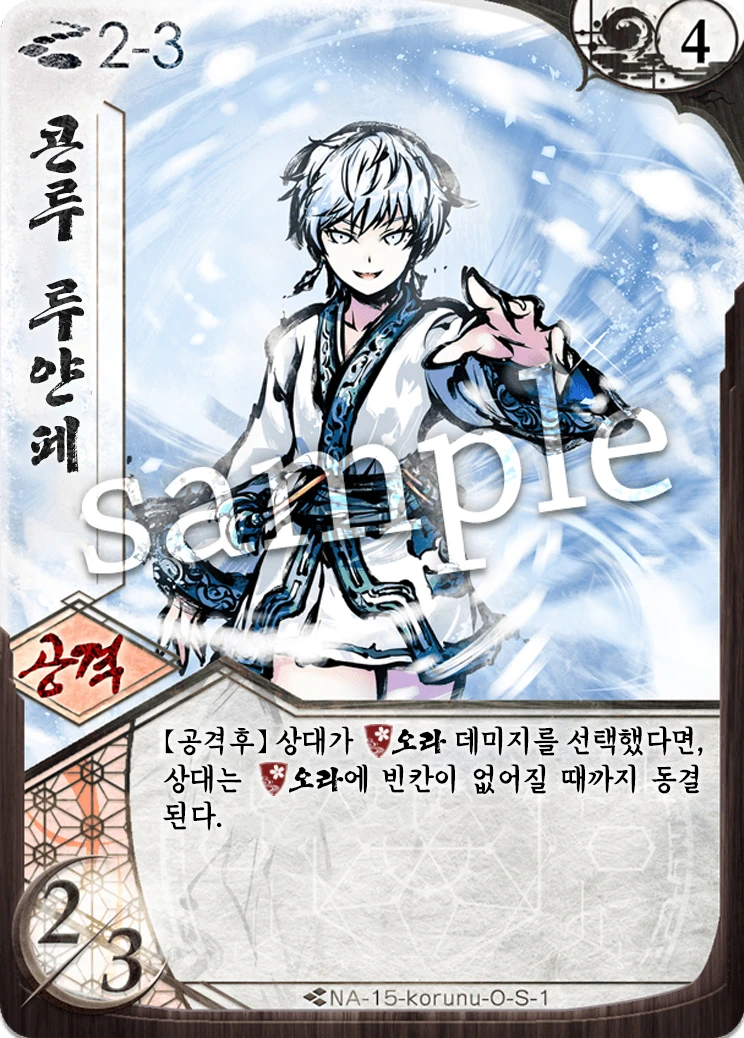 2-3
4
콘루 루얀페
sample
공격
【공격후】 상대가 오라 데미지를 선택했다면,
상대는 오라에 빈칸이 없어질 때까지 동결
된다.
2/3
NA-15-korunu-O-S-1